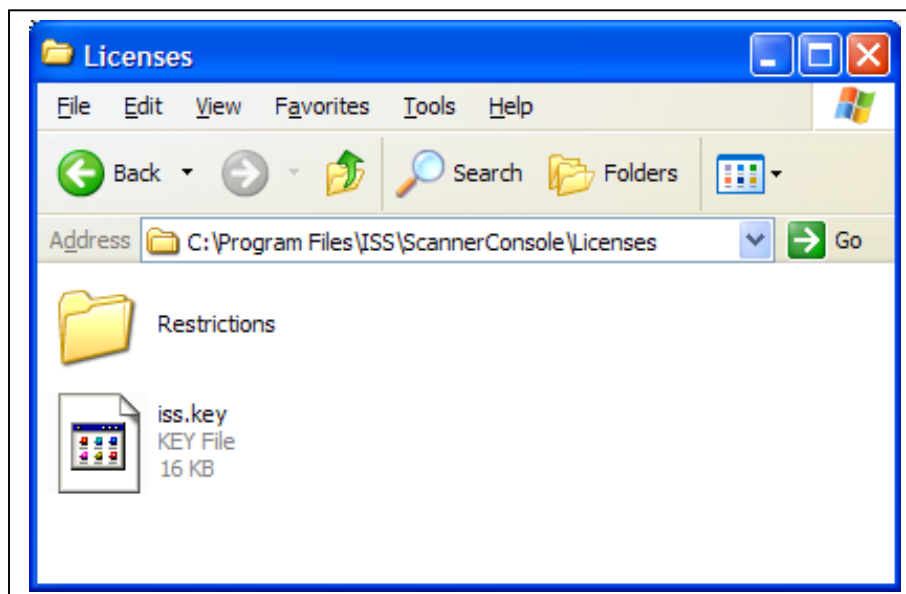 Licenses
File Edit View Favorites Tools Help
Back Search Folders
Address C:\Program Files\ISS\ScannerConsole\Licenses Go
Restrictions
iss.key
KEY File
16 KB